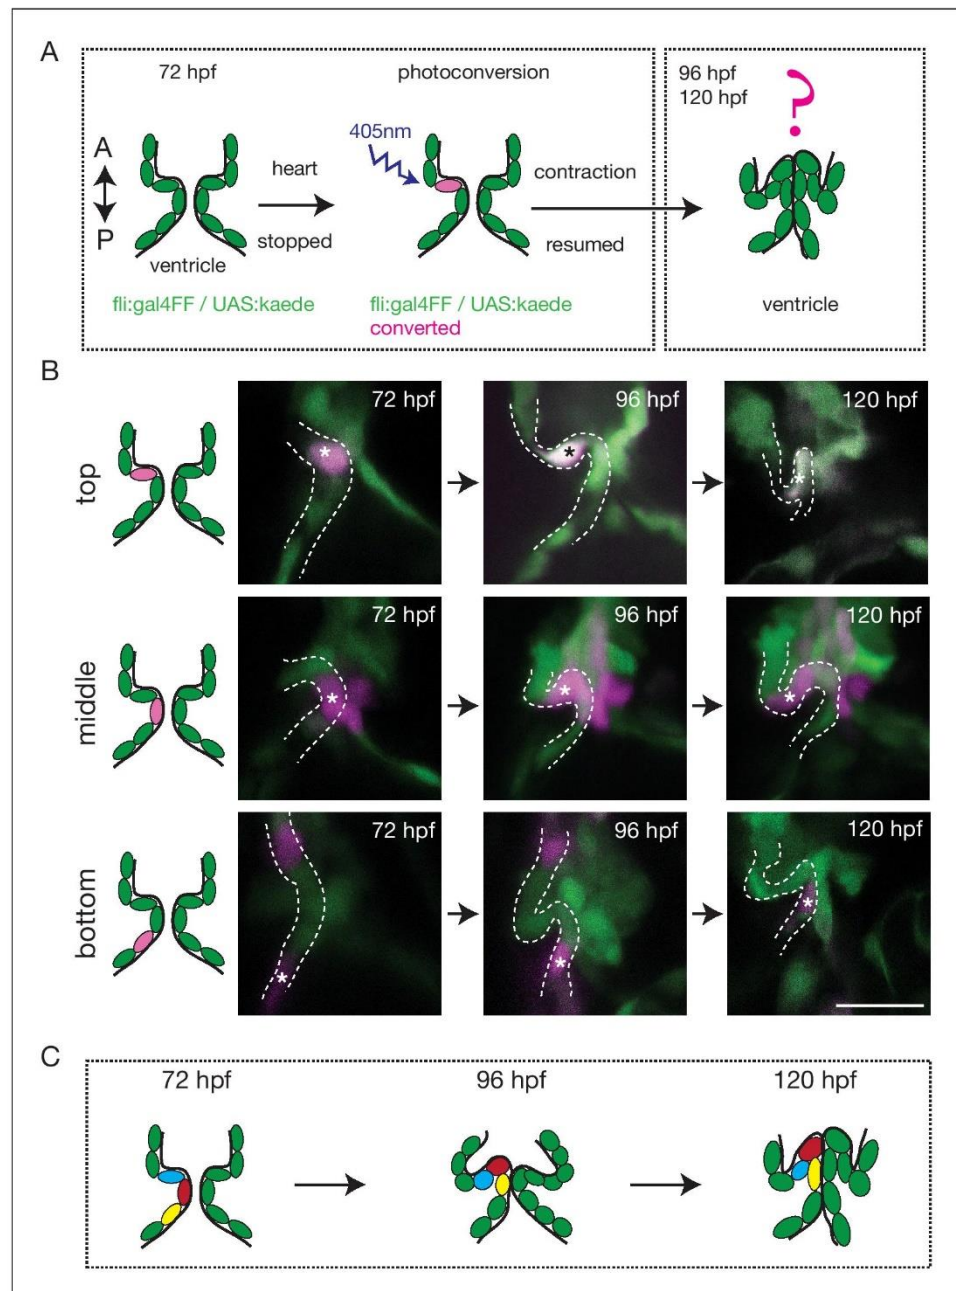 A
72 hpf
photoconversion
96 hpf
120 hpf
?
405nm
A
P
heart
stopped
contraction
resumed
ventricle
ventricle
fli:gal4FF / UAS:kaede
fli:gal4FF / UAS:kaede
converted
B
top
72 hpf
96 hpf
120 hpf
*
*
*
middle
72 hpf
96 hpf
120 hpf
*
*
*
bottom
72 hpf
96 hpf
120 hpf
*
*
*
C
72 hpf
96 hpf
120 hpf